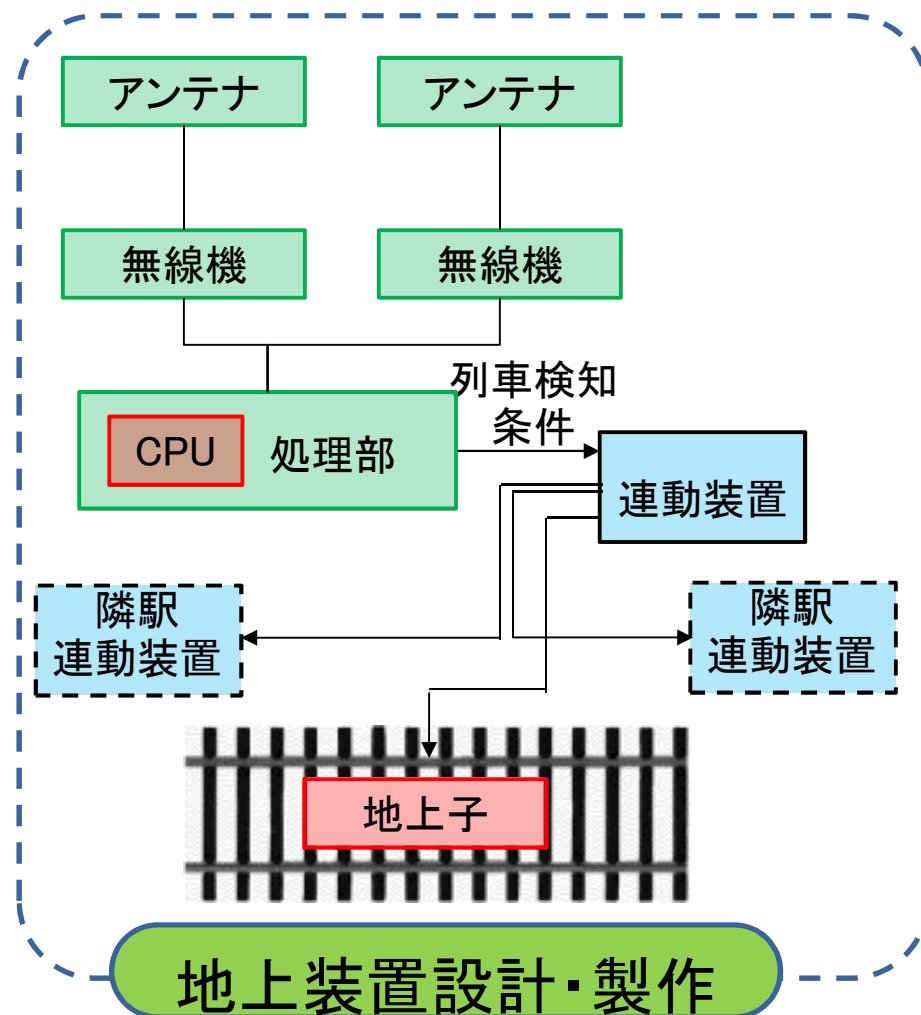 アンテナ
アンテナ
無線機
無線機
列車検知
条件
CPU
処理部
連動装置
隣駅
連動装置
隣駅
連動装置
地上子
地上装置設計・製作